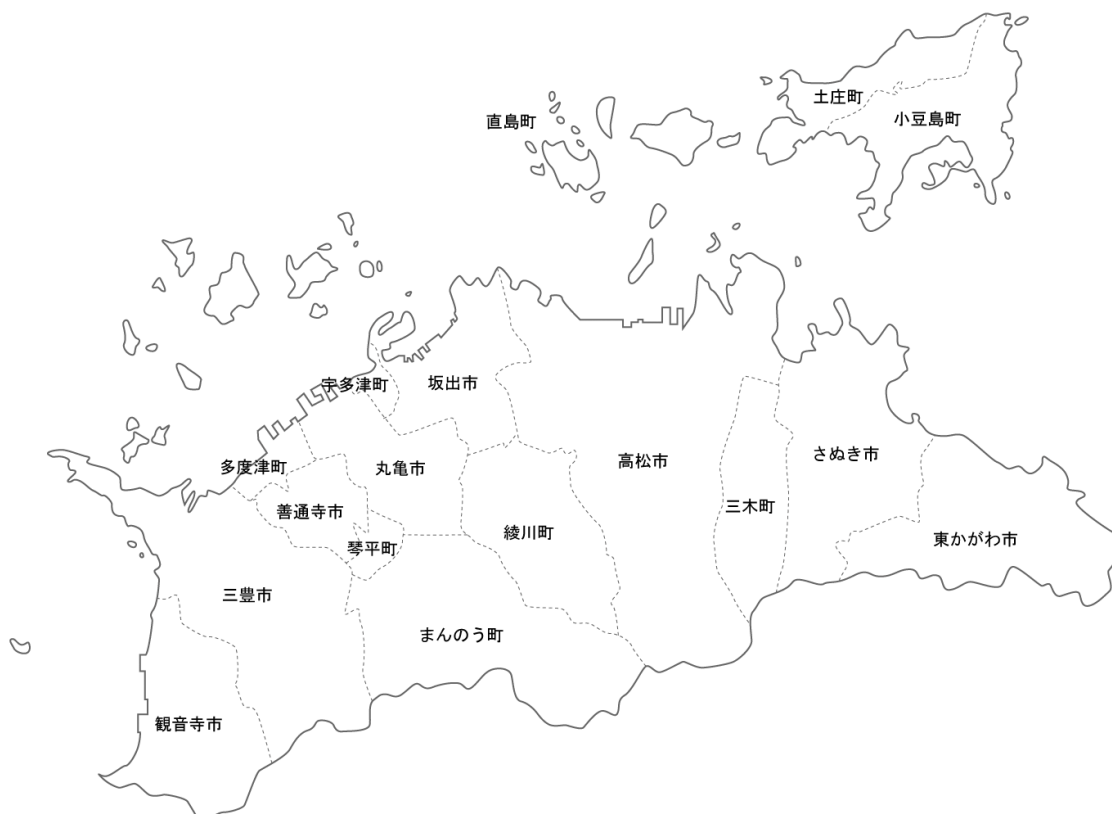 土庄町
直島町
小豆島町
宇多津町
坂出市
高松市
さぬき市
多度津町
丸亀市
三木町
善通寺市
綾川町
東かがわ市
琴平町
三豊市
まんのう町
観音寺市